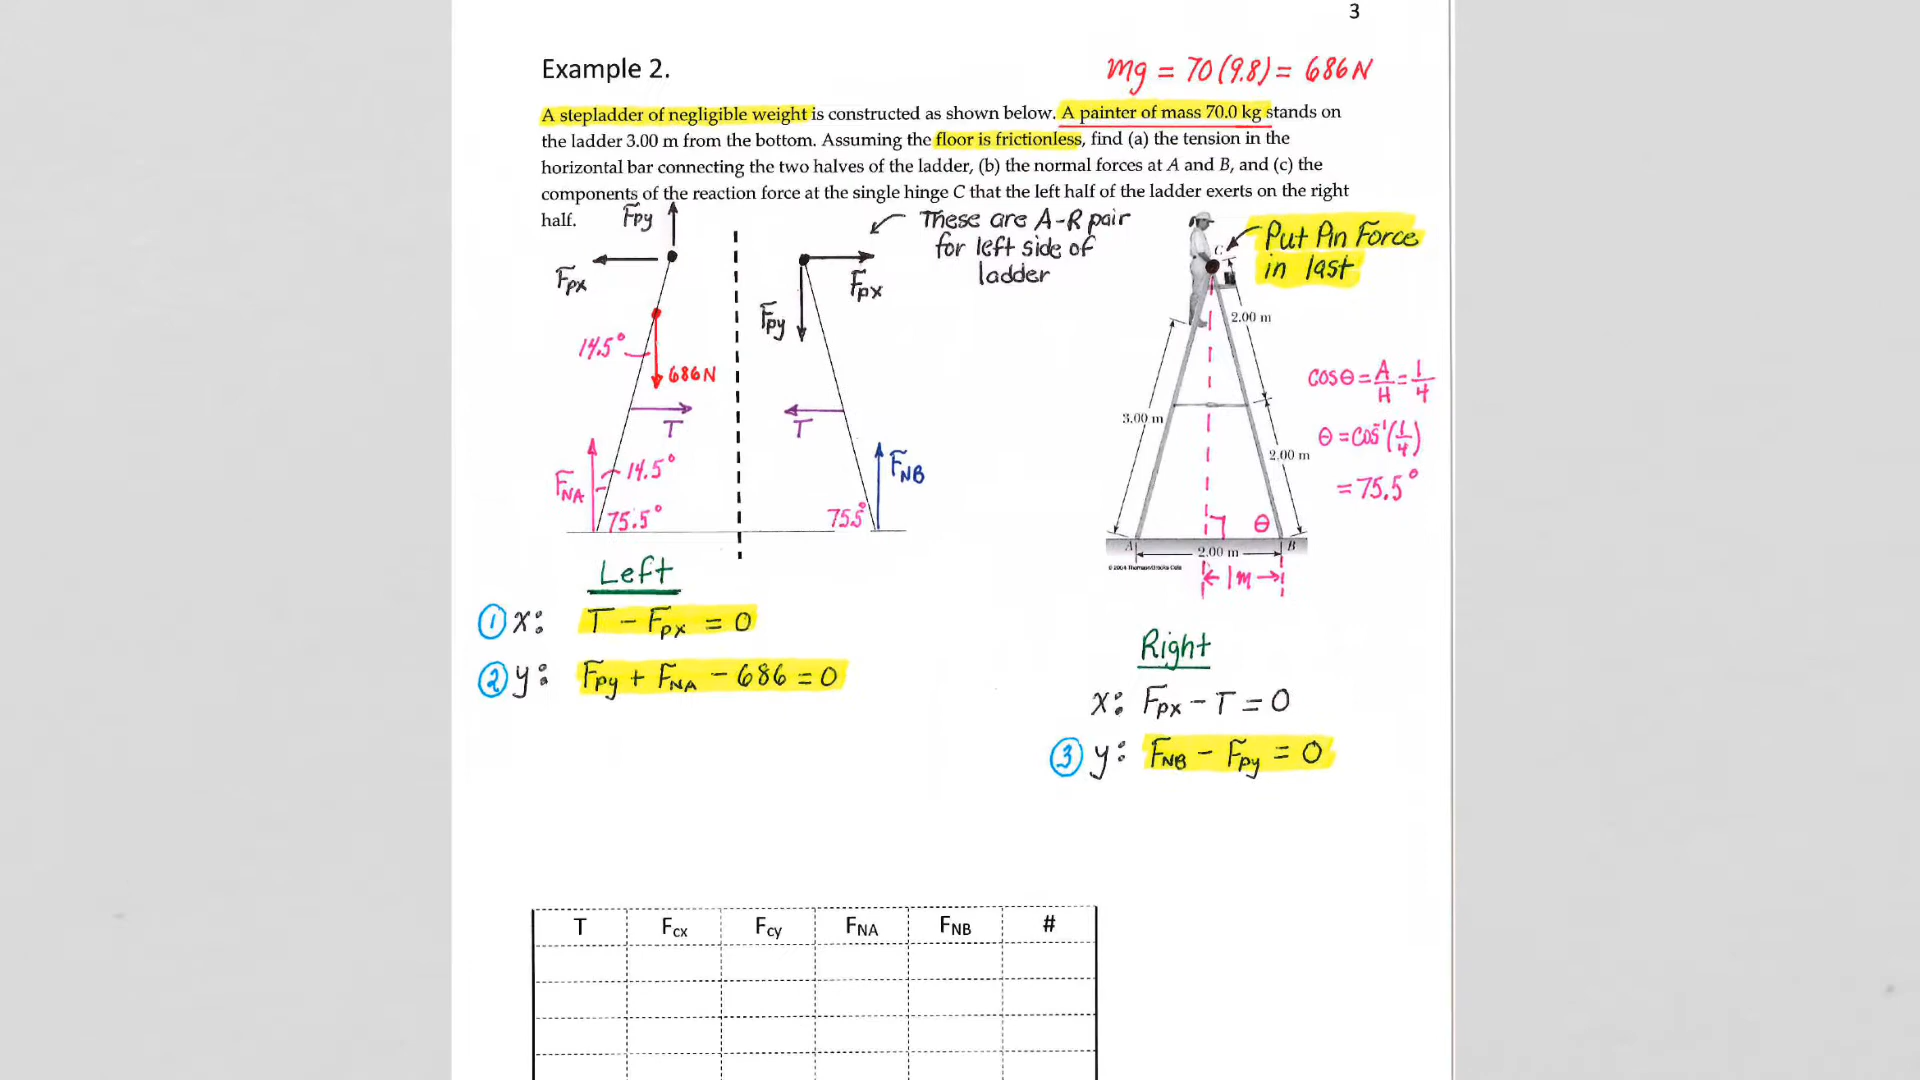 3
Example 2.
mg = 70(9.8) = 686N
A stepladder of negligible weight is constructed as shown below. A painter of mass 70.0 kg stands on
the ladder 3.00 m from the bottom. Assuming the floor is frictionless, find (a) the tension in the
horizontal bar connecting the two halves of the ladder, (b) the normal forces at A and B, and (c) the
components of the reaction force at the single hinge C that the left half of the ladder exerts on the right
half.
Fpy
Fpx
14.5°
686N
T
14.5°
FNA
75.5°
Fpx
Fpy
T
FNB
75.5°
These are A-R pair
for left side of
ladder
Put Pin Force
in last
C
2.00 m
3.00 m
2.00 m
θ
A
2.00 m
B
1m
cosθ = A/H = 1/4
θ = cos⁻¹(1/4)
= 75.5°
Left
① x: T - Fpx = 0
② y: Fpy + FNA - 686 = 0
Right
x: Fpx - T = 0
③ y: FNB - Fpy = 0
T Fcx Fcy FNA FNB #